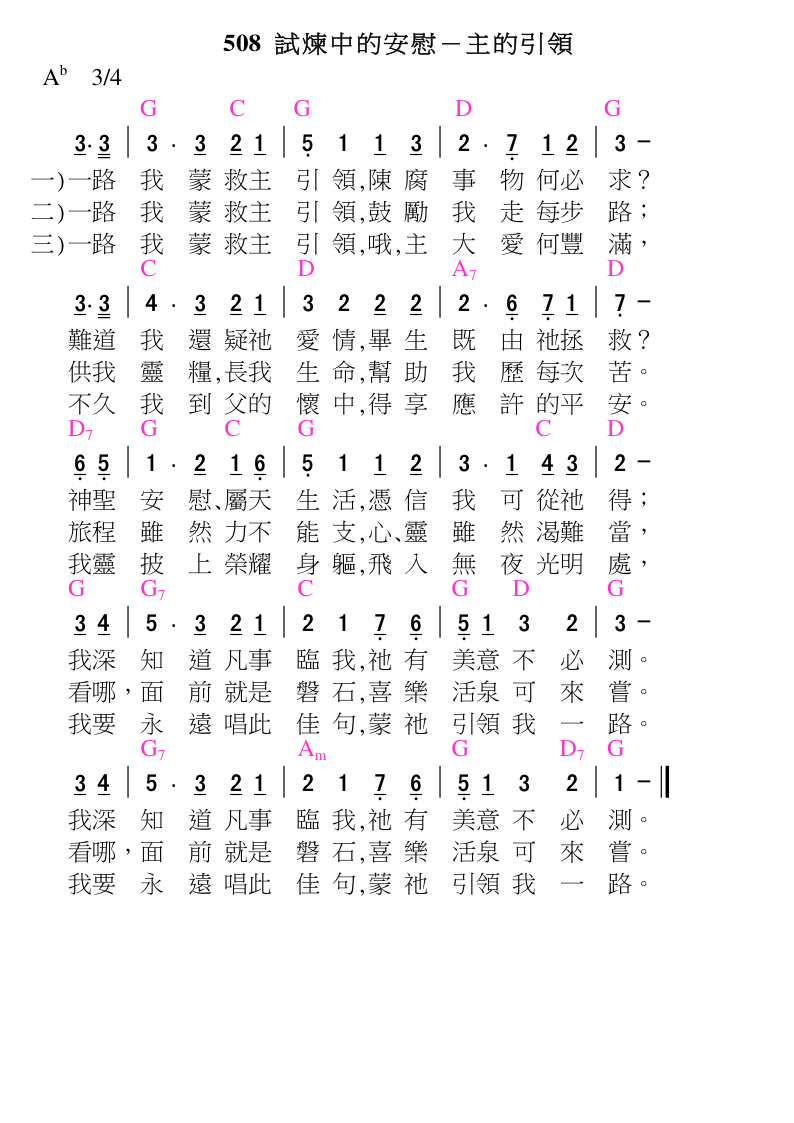 508 試煉中的安慰－主的引領
A♭ 3/4
G C G D G
3· 3 | 3 · 3 2 1 | 5 1 1 3 | 2 · 7 1 2 | 3 －
一)一路 我 蒙 救主 引 領,陳 腐 事 物 何必 求?
二)一路 我 蒙 救主 引 領,鼓 勵 我 走 每步 路;
三)一路 我 蒙 救主 引 領,哦,主 大 愛 何豐 滿，
C D A7 D
3· 3 | 4 · 3 2 1 | 3 2 2 2 | 2 · 6 7 1 | 7 －
難道 我 還 疑祂 愛 情,畢 生 既 由 祂拯 救?
供我 靈 糧,長我 生 命,幫 助 我 歷 每次 苦。
不久 我 到 父的 懷 中,得 享 應 許 的平 安。
D7 G C G C D
6 5 | 1 · 2 1 6 | 5 1 1 2 | 3 · 1 4 3 | 2 －
神聖 安 慰、屬天 生 活,憑 信 我 可 從祂 得;
旅程 雖 然 力不 能 支,心、靈 雖 然 渴難 當，
我靈 披 上 榮耀 身 軀,飛 入 無 夜 光明 處，
G G7 C G D G
3 4 | 5 · 3 2 1 | 2 1 7 6 | 5 1 3 2 | 3 －
我深 知 道 凡事 臨 我,祂 有 美意 不 必 測。
看哪，面 前 就是 磐 石,喜 樂 活泉 可 來 嘗。
我要 永 遠 唱此 佳 句,蒙 祂 引領 我 一 路。
G7 Am G D7 G
3 4 | 5 · 3 2 1 | 2 1 7 6 | 5 1 3 2 | 1 － ‖
我深 知 道 凡事 臨 我,祂 有 美意 不 必 測。
看哪，面 前 就是 磐 石,喜 樂 活泉 可 來 嘗。
我要 永 遠 唱此 佳 句,蒙 祂 引領 我 一 路。